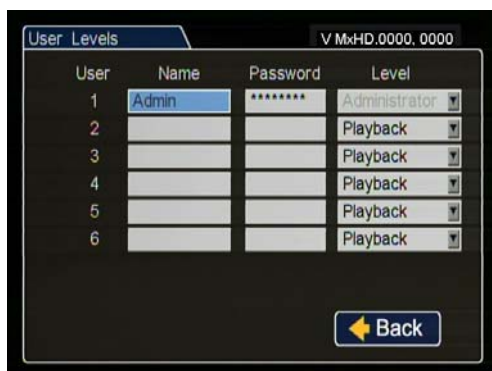 User Levels V MxHD.0000, 0000
User Name Password Level
1 Admin ******** Administrator
2 Playback
3 Playback
4 Playback
5 Playback
6 Playback
Back